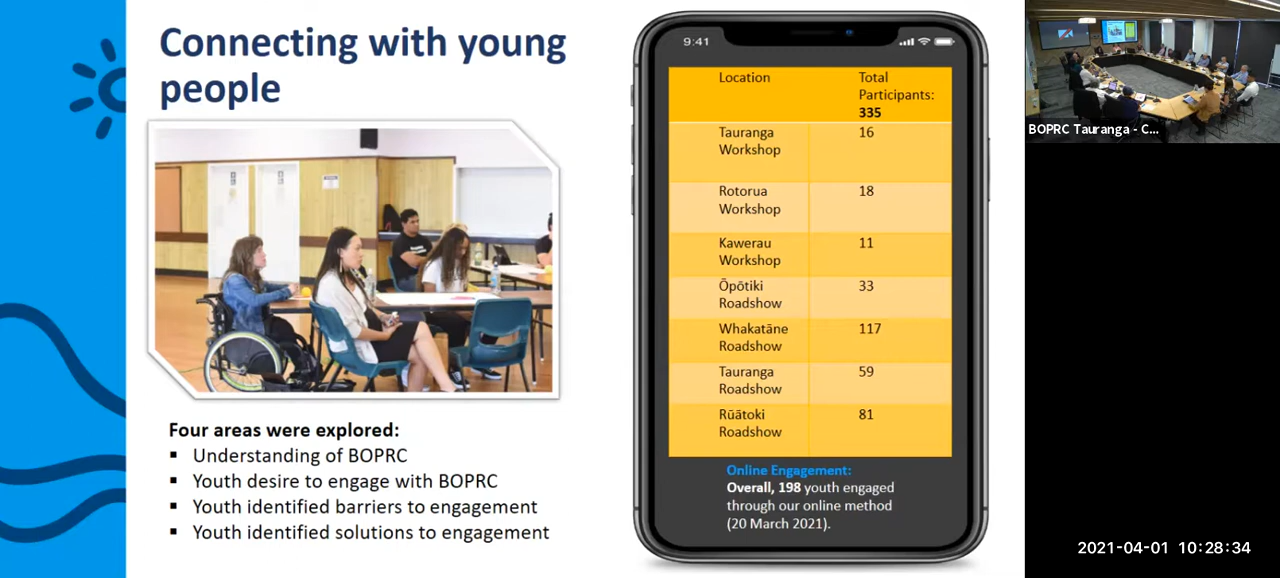 Connecting with young
people
Four areas were explored:
▪ Understanding of BOPRC
▪ Youth desire to engage with BOPRC
▪ Youth identified barriers to engagement
▪ Youth identified solutions to engagement
9:41
Location
Total
Participants:
335
Tauranga
Workshop
16
Rotorua
Workshop
18
Kawerau
Workshop
11
Ōpōtiki
Roadshow
33
Whakatāne
Roadshow
117
Tauranga
Roadshow
59
Rūātoki
Roadshow
81
Online Engagement:
Overall, 198 youth engaged
through our online method
(20 March 2021).
BOPRC Tauranga - C...
2021-04-01 10:28:34